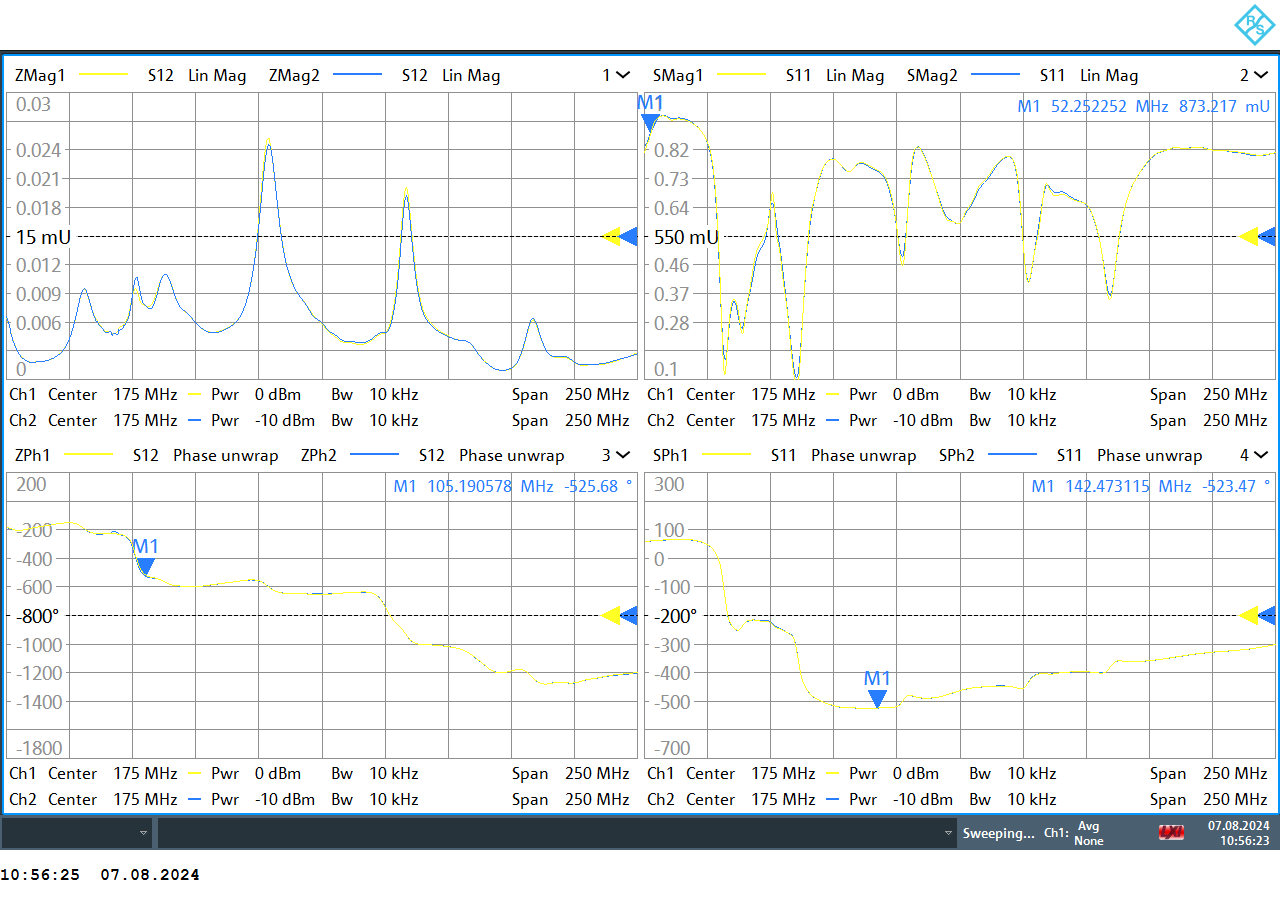 R S
ZMag1 S12 Lin Mag ZMag2 S12 Lin Mag 1
0.03
0.024
0.021
0.018
15 mU
0.012
0.009
0.006
0
Ch1 Center 175 MHz Pwr 0 dBm Bw 10 kHz Span 250 MHz
Ch2 Center 175 MHz Pwr -10 dBm Bw 10 kHz Span 250 MHz
SMag1 S11 Lin Mag SMag2 S11 Lin Mag 2
M1
M1 52.252252 MHz 873.217 mU
0.82
0.73
0.64
550 mU
0.46
0.37
0.28
0.1
Ch1 Center 175 MHz Pwr 0 dBm Bw 10 kHz Span 250 MHz
Ch2 Center 175 MHz Pwr -10 dBm Bw 10 kHz Span 250 MHz
ZPh1 S12 Phase unwrap ZPh2 S12 Phase unwrap 3
200
M1 105.190578 MHz -525.68 °
-200
M1
-400
-600
-800°
-1000
-1200
-1400
-1800
Ch1 Center 175 MHz Pwr 0 dBm Bw 10 kHz Span 250 MHz
Ch2 Center 175 MHz Pwr -10 dBm Bw 10 kHz Span 250 MHz
SPh1 S11 Phase unwrap SPh2 S11 Phase unwrap 4
300
M1 142.473115 MHz -523.47 °
100
0
-100
-200°
-300
-400
M1
-500
-700
Ch1 Center 175 MHz Pwr 0 dBm Bw 10 kHz Span 250 MHz
Ch2 Center 175 MHz Pwr -10 dBm Bw 10 kHz Span 250 MHz
Sweeping... Ch1: Avg None
LXI
07.08.2024
10:56:23
10:56:25 07.08.2024